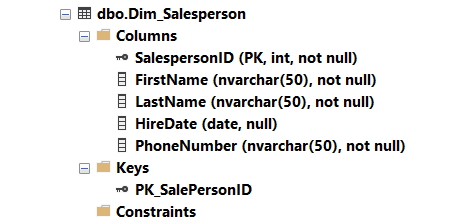 dbo.Dim_Salesperson
Columns
SalespersonID (PK, int, not null)
FirstName (nvarchar(50), not null)
LastName (nvarchar(50), not null)
HireDate (date, null)
PhoneNumber (nvarchar(50), not null)
Keys
PK_SalePersonID
Constraints